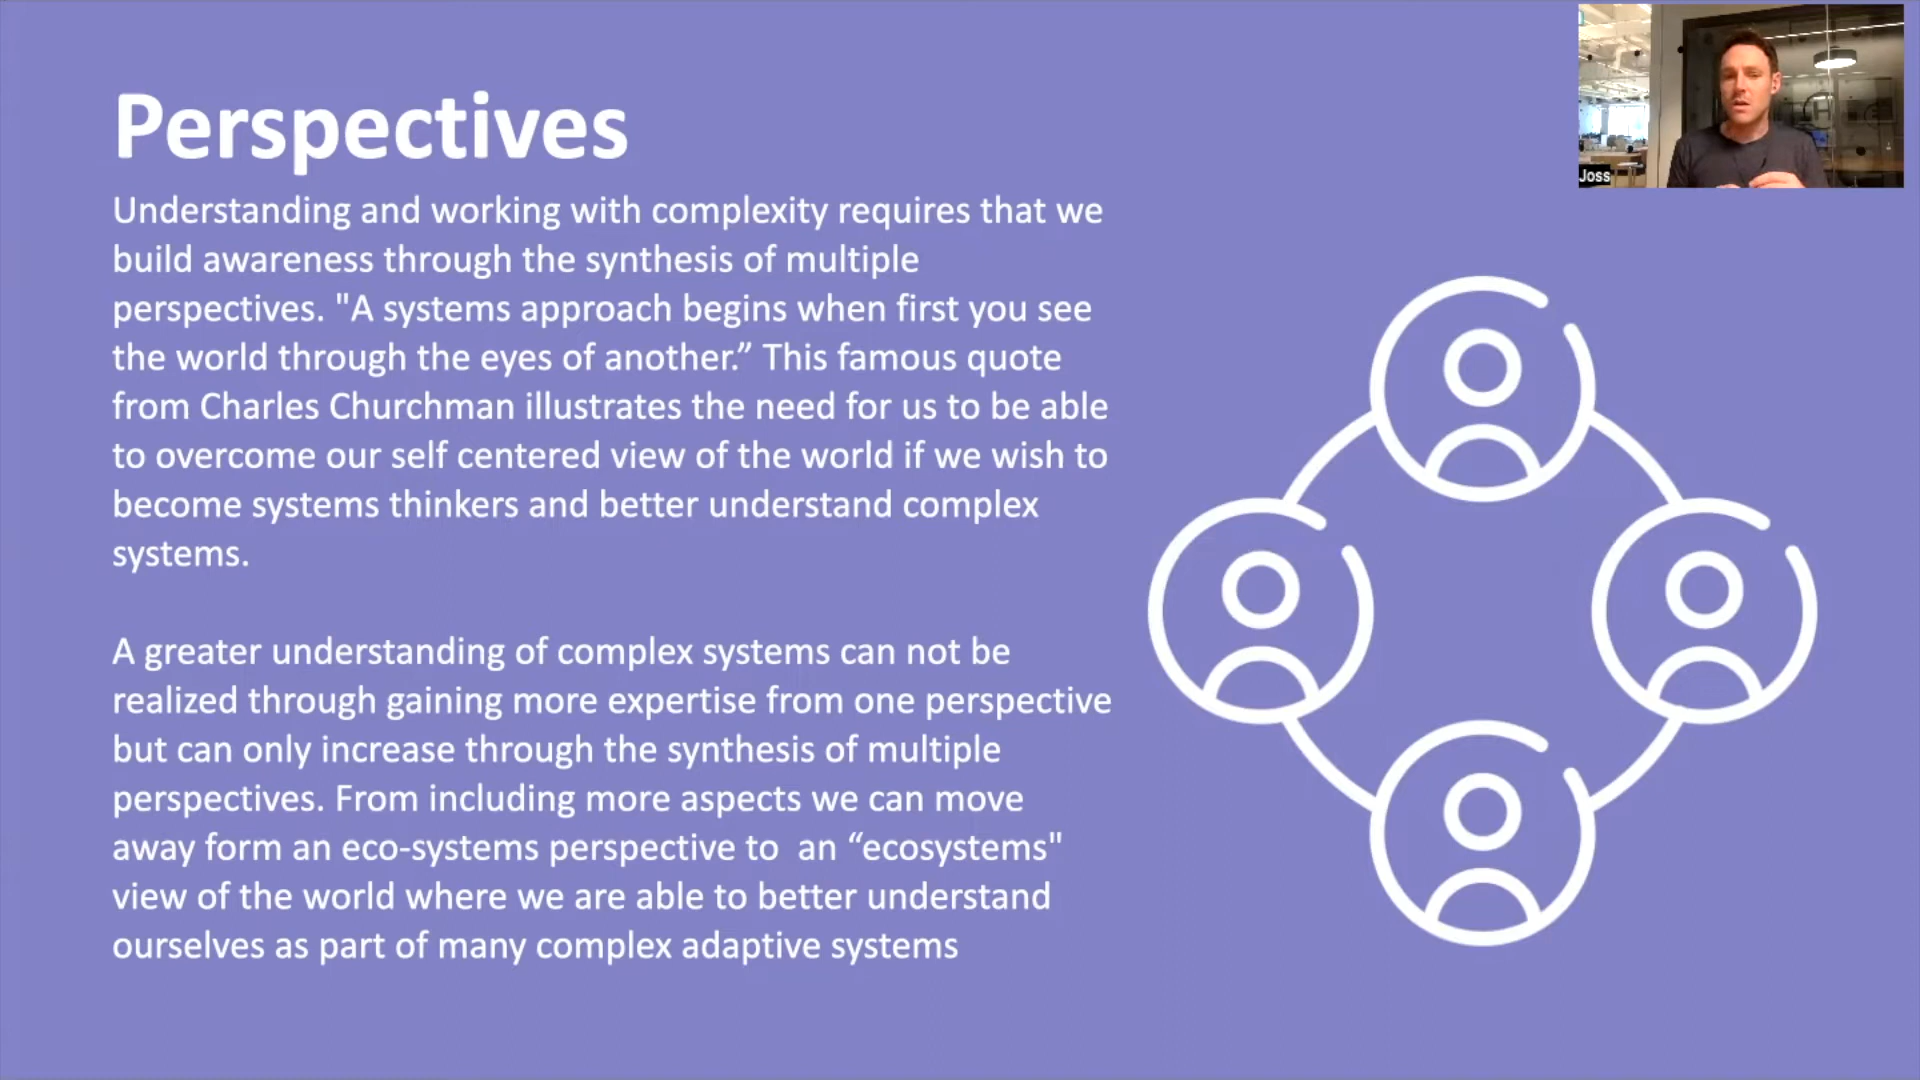 Perspectives
Understanding and working with complexity requires that we
build awareness through the synthesis of multiple
perspectives. "A systems approach begins when first you see
the world through the eyes of another.” This famous quote
from Charles Churchman illustrates the need for us to be able
to overcome our self centered view of the world if we wish to
become systems thinkers and better understand complex
systems.
A greater understanding of complex systems can not be
realized through gaining more expertise from one perspective
but can only increase through the synthesis of multiple
perspectives. From including more aspects we can move
away form an eco-systems perspective to  an “ecosystems"
view of the world where we are able to better understand
ourselves as part of many complex adaptive systems
Joss